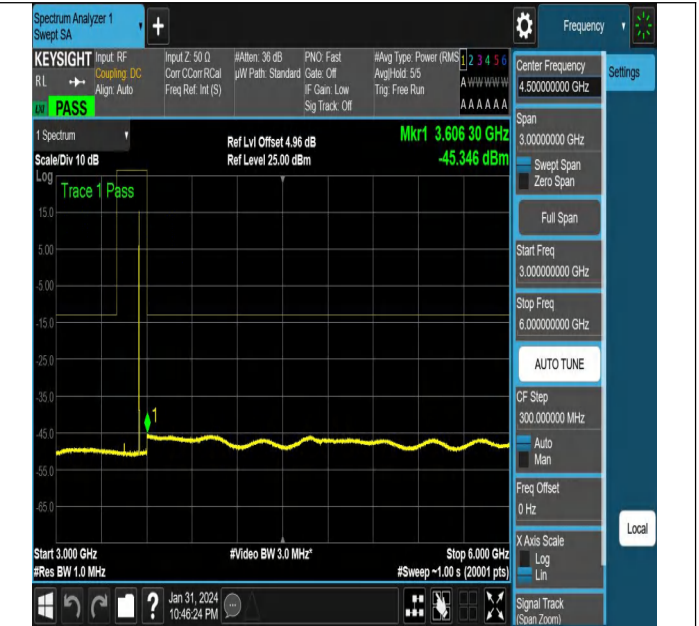 Spectrum Analyzer 1
Swept SA
Frequency
KEYSIGHT
RL
PASS
Input: RF
Coupling: DC
Align: Auto
Input Z: 50 Ω
Corr CCorr RCal
Freq Ref: Int (S)
#Atten: 36 dB
µW Path: Standard
PNO: Fast
Gate: Off
IF Gain: Low
Sig Track: Off
#Avg Type: Power (RMS
Avg|Hold: 5/5
Trig: Free Run
1 2 3 4 5 6
A W W W W W
A A A A A A
1 Spectrum
Scale/Div 10 dB
Ref Lvl Offset 4.96 dB
Ref Level 25.00 dBm
Mkr1 3.606 30 GHz
-45.346 dBm
Log
Trace 1 Pass
15.0
5.00
-5.00
-15.0
-25.0
-35.0
-45.0
-55.0
-65.0
1
Start 3.000 GHz
#Res BW 1.0 MHz
#Video BW 3.0 MHz*
Stop 6.000 GHz
#Sweep ~1.00 s (20001 pts)
Jan 31, 2024
10:46:24 PM
?
Center Frequency
4.500000000 GHz
Settings
Span
3.00000000 GHz
Swept Span
Zero Span
Full Span
Start Freq
3.000000000 GHz
Stop Freq
6.000000000 GHz
AUTO TUNE
CF Step
300.000000 MHz
Auto
Man
Freq Offset
0 Hz
Local
X Axis Scale
Log
Lin
Signal Track
(Span Zoom)